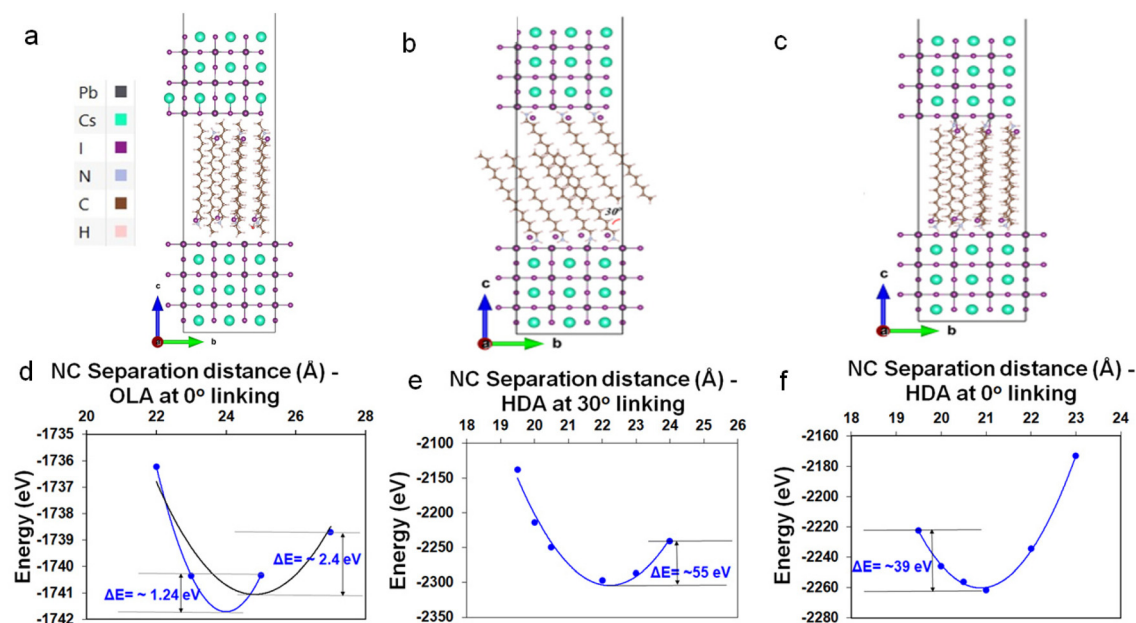 a
b
c
Pb
Cs
I
N
C
H
30°
c
b
c
a
b
c
a
b
d
NC Separation distance (Å) -
OLA at 0º linking
20 22 24 26 28
-1735
-1736
-1737
-1738
-1739
-1740
-1741
-1742
Energy (eV)
ΔE= ~ 1.24 eV
ΔE= ~ 2.4 eV
e
NC Separation distance (Å) -
HDA at 30º linking
18 19 20 21 22 23 24 25 26
-2100
-2150
-2200
-2250
-2300
-2350
Energy (eV)
ΔE= ~55 eV
f
NC Separation distance (Å) -
HDA at 0º linking
18 19 20 21 22 23 24
-2160
-2180
-2200
-2220
-2240
-2260
-2280
Energy (eV)
ΔE= ~39 eV